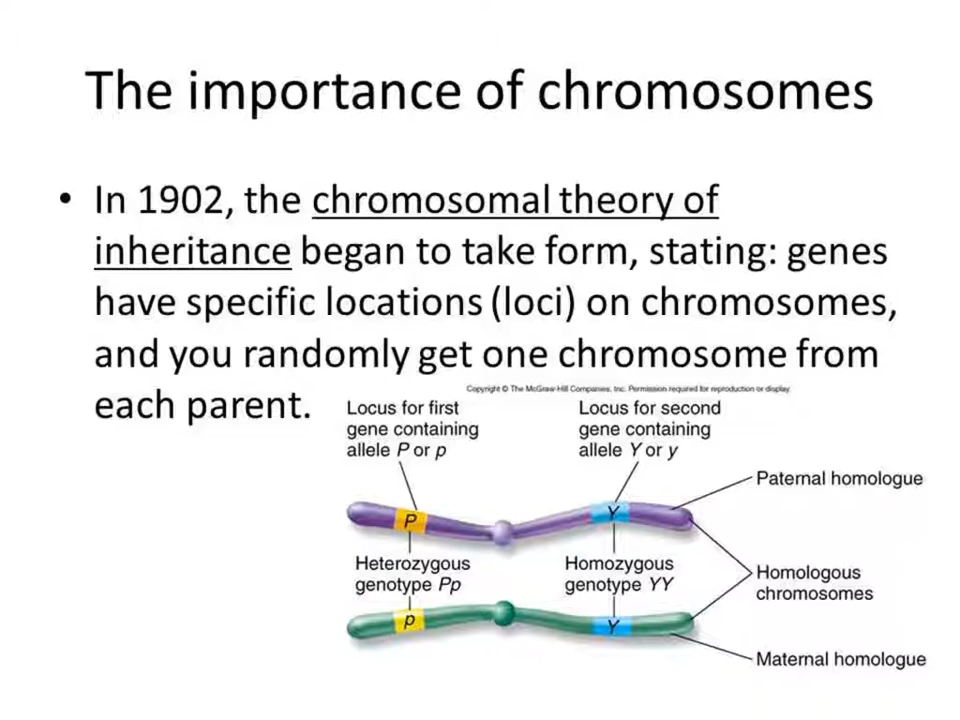 The importance of chromosomes
• In 1902, the chromosomal theory of
inheritance began to take form, stating: genes
have specific locations (loci) on chromosomes,
and you randomly get one chromosome from
each parent.
Copyright © The McGraw-Hill Companies, Inc. Permission required for reproduction or display.
Locus for first
gene containing
allele P or p
Locus for second
gene containing
allele Y or y
Paternal homologue
P
Y
Heterozygous
genotype Pp
Homozygous
genotype YY
Homologous
chromosomes
p
Y
Maternal homologue